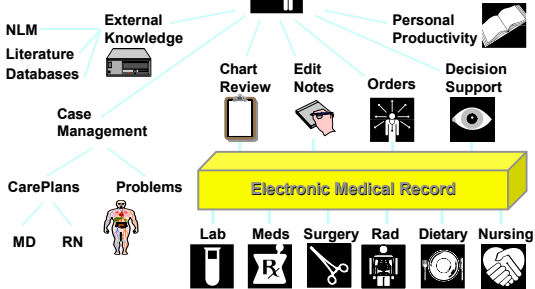 NLM
Literature
Databases
External
Knowledge
Personal
Productivity
Chart
Review
Edit
Notes
Orders
Decision
Support
Case
Management
CarePlans
Problems
MD
RN
Electronic Medical Record
Lab
Meds
Surgery
Rad
Dietary
Nursing
Rx